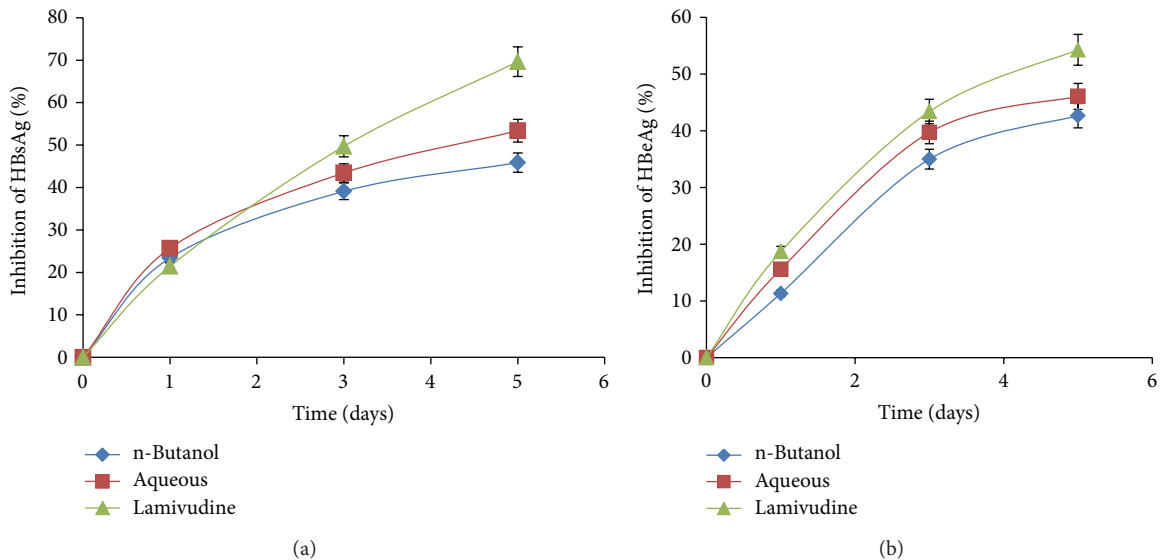 80
70
60
50
40
30
20
10
0
Inhibition of HBsAg (%)
0 1 2 3 4 5 6
Time (days)
n-Butanol
Aqueous
Lamivudine
(a)
60
50
40
30
20
10
0
Inhibition of HBeAg (%)
0 2 4 6
Time (days)
n-Butanol
Aqueous
Lamivudine
(b)